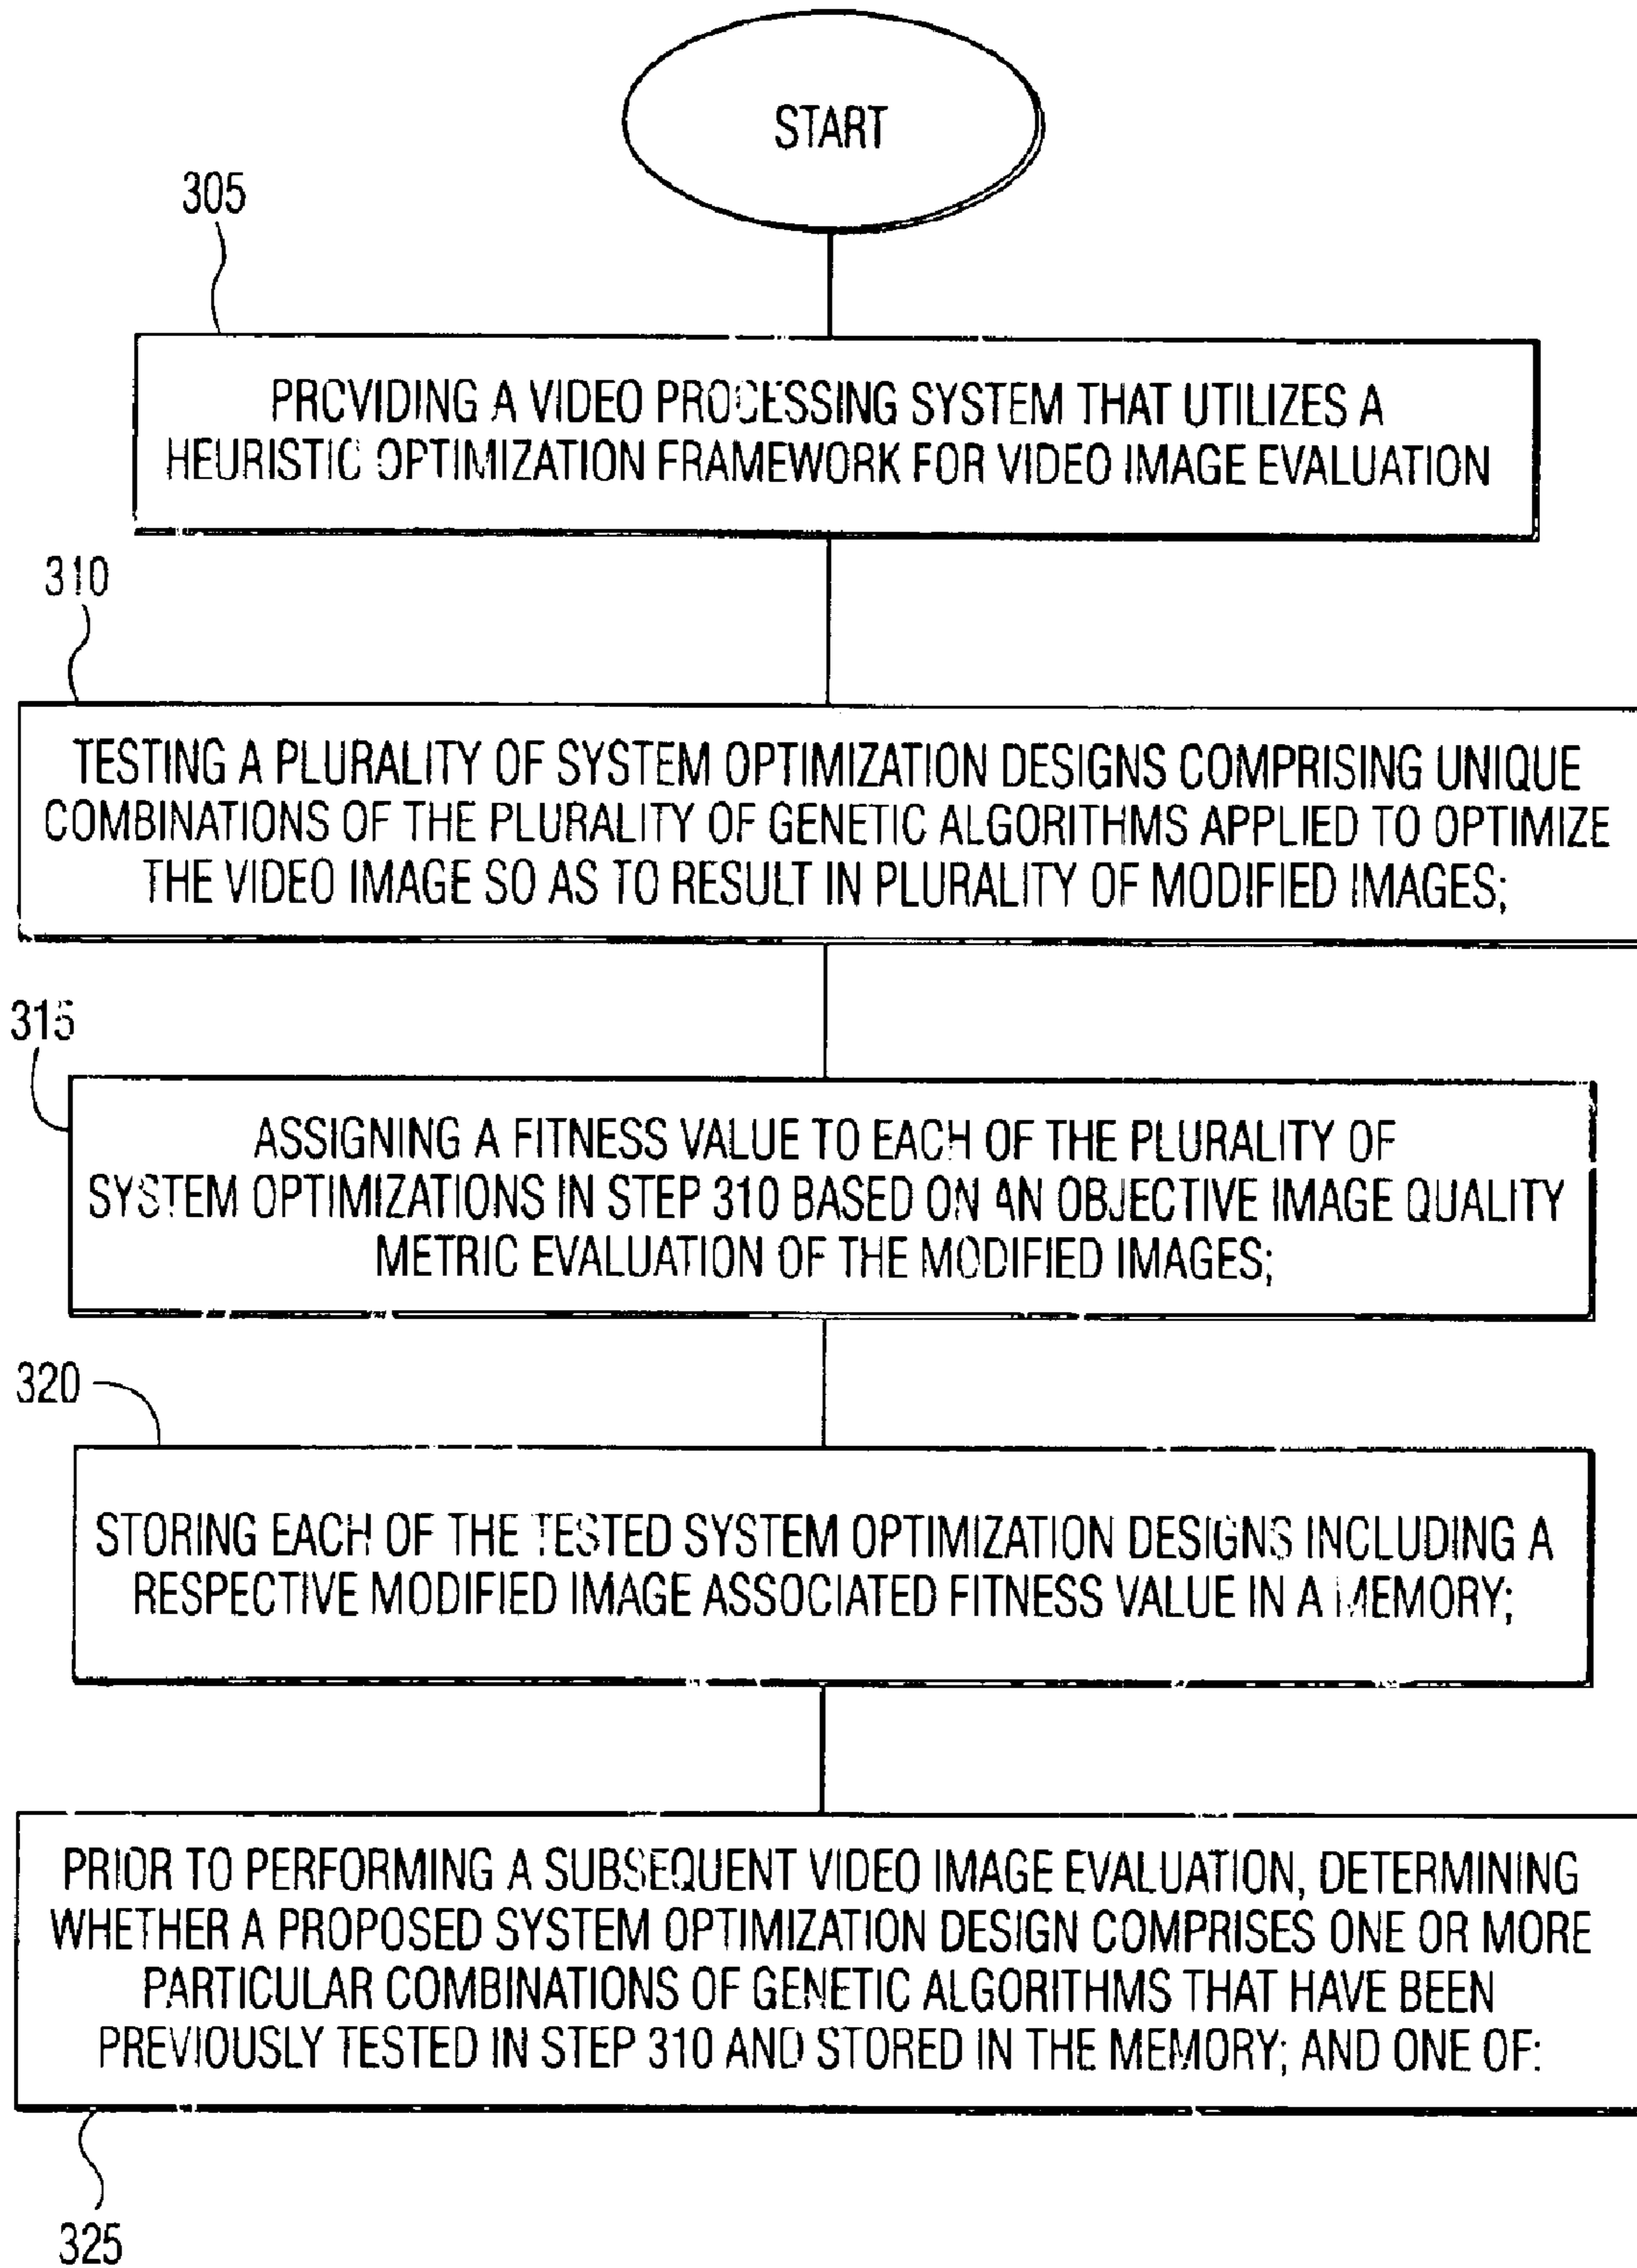 START
305
PROVIDING A VIDEO PROCESSING SYSTEM THAT UTILIZES A
HEURISTIC OPTIMIZATION FRAMEWORK FOR VIDEO IMAGE EVALUATION
310
TESTING A PLURALITY OF SYSTEM OPTIMIZATION DESIGNS COMPRISING UNIQUE
COMBINATIONS OF THE PLURALITY OF GENETIC ALGORITHMS APPLIED TO OPTIMIZE
THE VIDEO IMAGE SO AS TO RESULT IN PLURALITY OF MODIFIED IMAGES;
315
ASSIGNING A FITNESS VALUE TO EACH OF THE PLURALITY OF
SYSTEM OPTIMIZATIONS IN STEP 310 BASED ON AN OBJECTIVE IMAGE QUALITY
METRIC EVALUATION OF THE MODIFIED IMAGES;
320
STORING EACH OF THE TESTED SYSTEM OPTIMIZATION DESIGNS INCLUDING A
RESPECTIVE MODIFIED IMAGE ASSOCIATED FITNESS VALUE IN A MEMORY;
PRIOR TO PERFORMING A SUBSEQUENT VIDEO IMAGE EVALUATION, DETERMINING
WHETHER A PROPOSED SYSTEM OPTIMIZATION DESIGN COMPRISES ONE OR MORE
PARTICULAR COMBINATIONS OF GENETIC ALGORITHMS THAT HAVE BEEN
PREVIOUSLY TESTED IN STEP 310 AND STORED IN THE MEMORY; AND ONE OF:
325